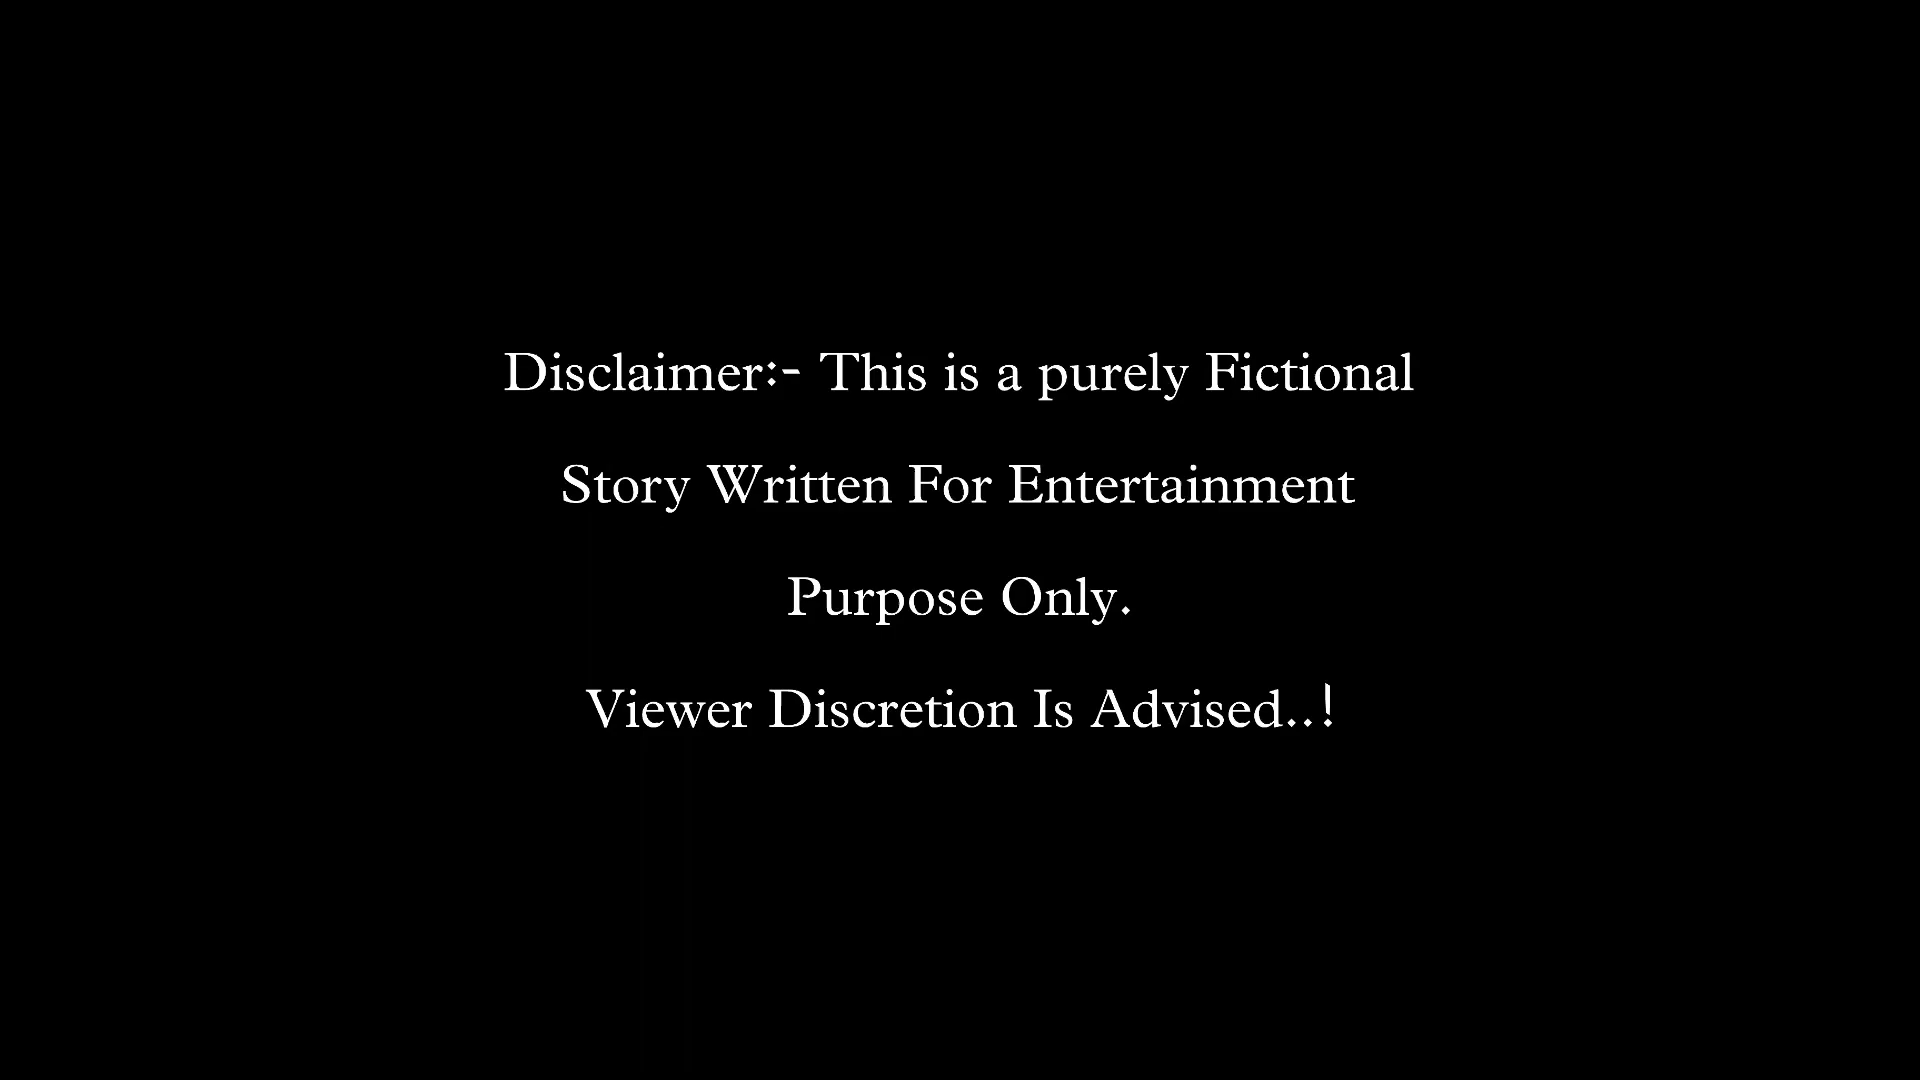 Disclaimer:- This is a purely Fictional
Story Written For Entertainment
Purpose Only.
Viewer Discretion Is Advised..!